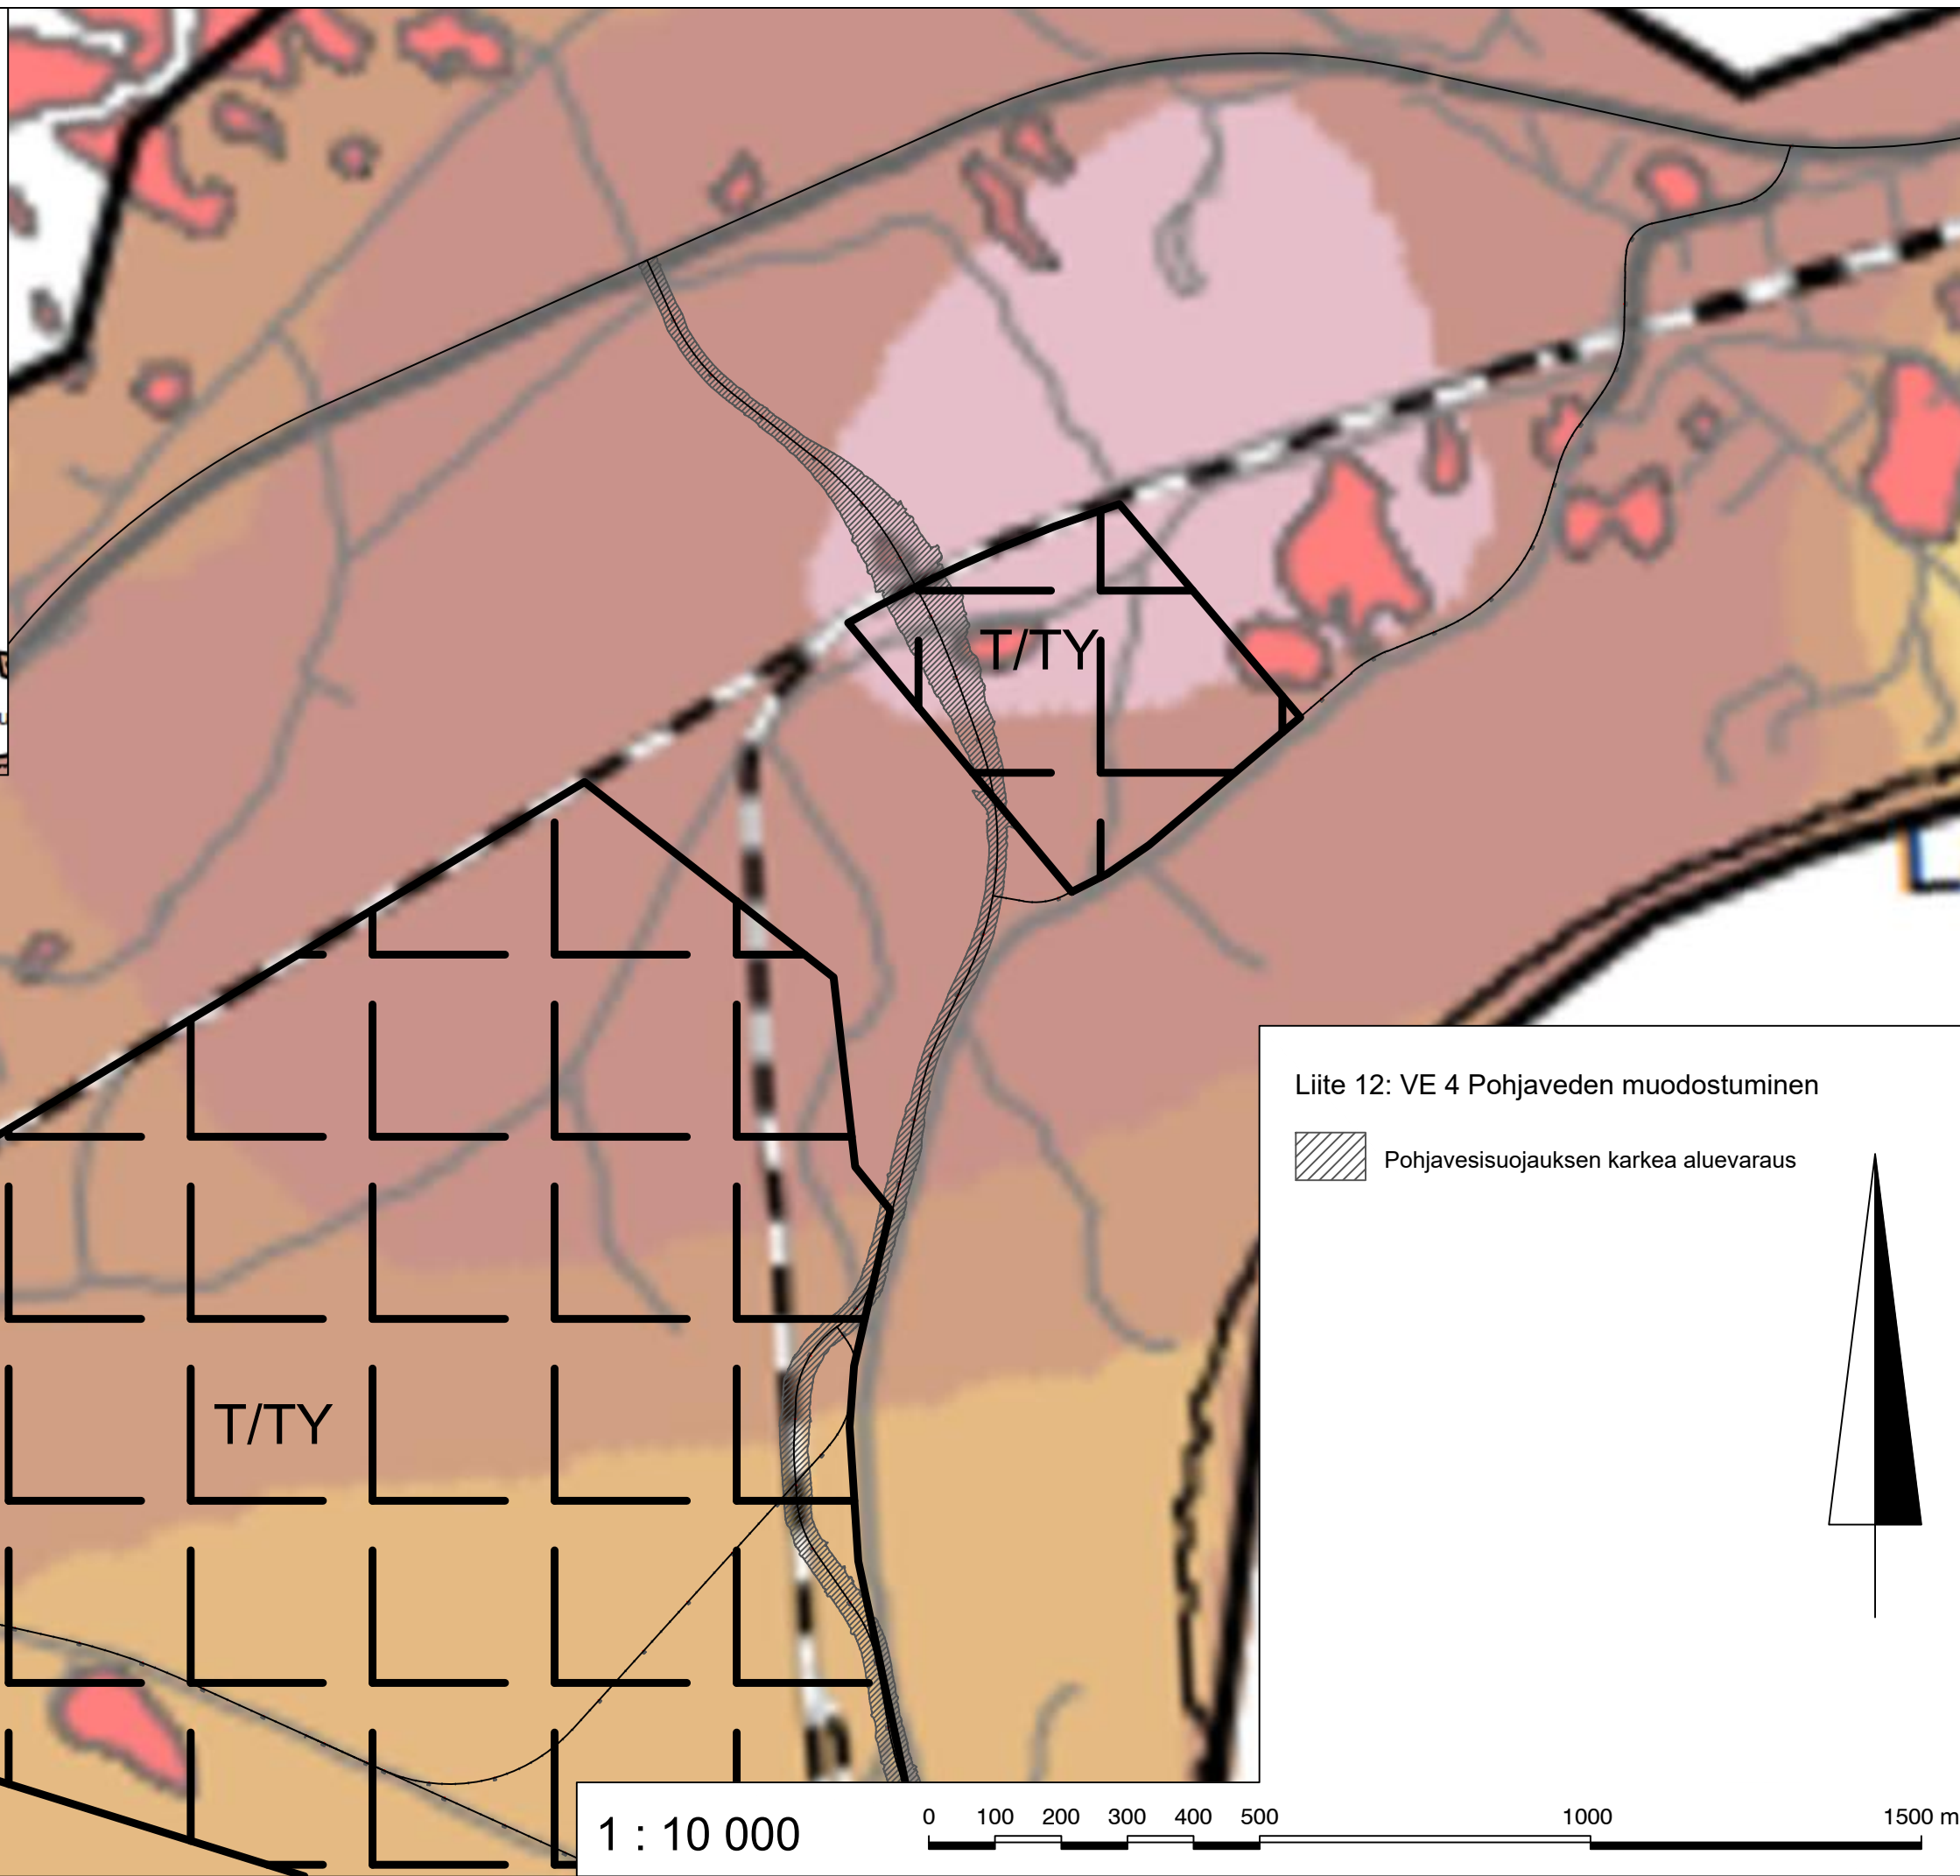 T/TY
T/TY
Liite 12: VE 4 Pohjaveden muodostuminen
Pohjavesisuojauksen karkea aluevaraus
1 : 10 000
0 100 200 300 400 500 1000 1500 m